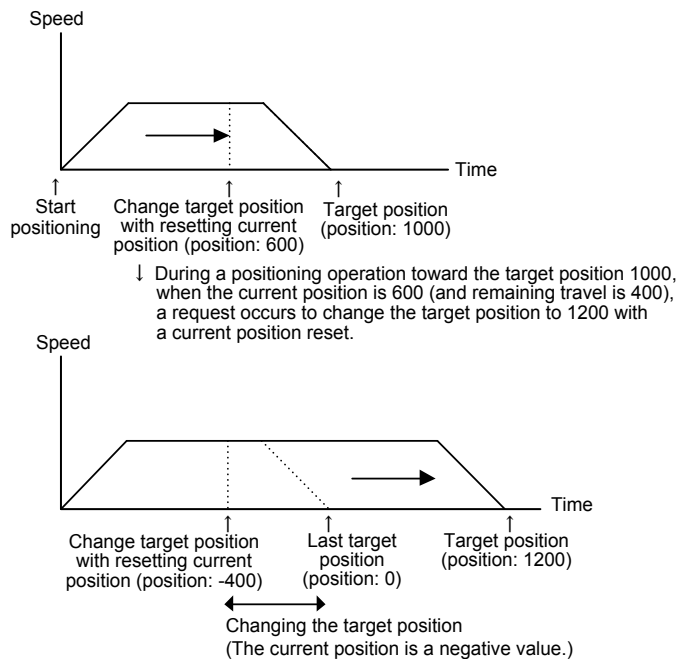 Speed
Time
↑
Start
positioning
↑
Change target position
with resetting current
position (position: 600)
↑
Target position
(position: 1000)
↓ During a positioning operation toward the target position 1000,
when the current position is 600 (and remaining travel is 400),
a request occurs to change the target position to 1200 with
a current position reset.
Speed
Time
↑
Change target position
with resetting current
position (position: -400)
↑
Last target
position
(position: 0)
↑
Target position
(position: 1200)
Changing the target position
(The current position is a negative value.)